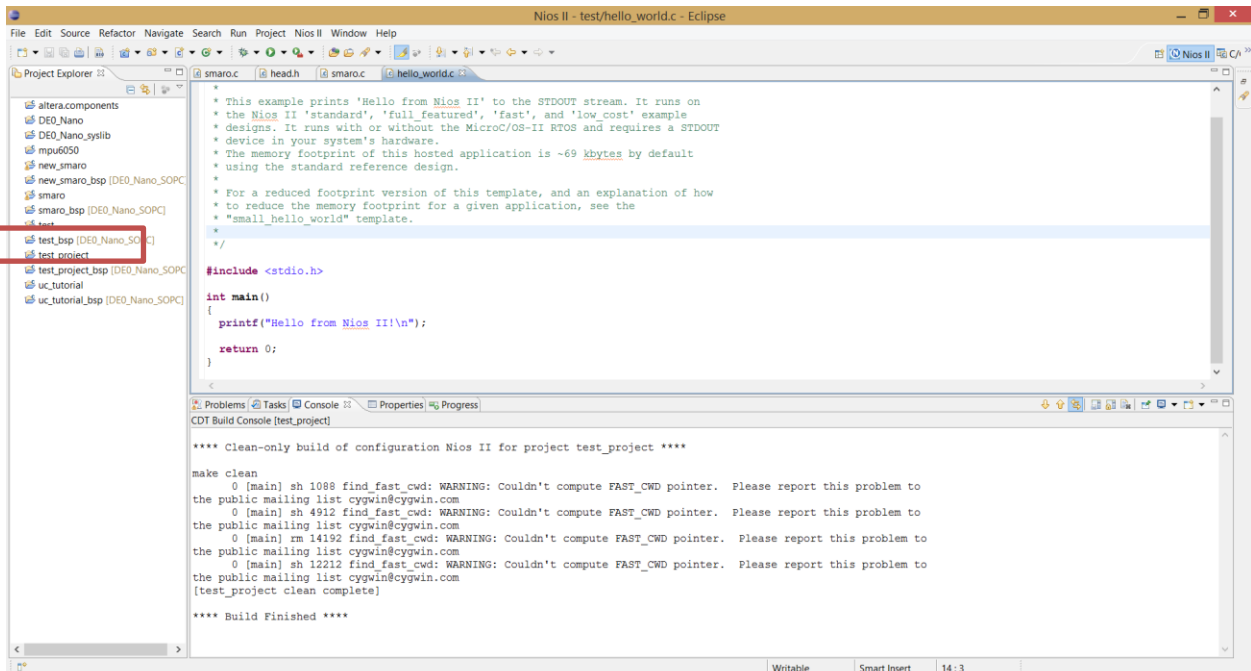 Nios II - test/hello_world.c - Eclipse
File Edit Source Refactor Navigate Search Run Project Nios II Window Help
Nios II C/
Project Explorer
smaro.c head.h smaro.c hello_world.c
altera.components
DE0_Nano
DE0_Nano_syslib
mpu6050
new_smaro
new_smaro_bsp [DE0_Nano_SOPC
smaro
smaro_bsp [DE0_Nano_SOPC]
test
test_bsp [DE0_Nano_SOPC]
test_project
test_project_bsp [DE0_Nano_SOPC
uc_tutorial
uc_tutorial_bsp [DE0_Nano_SOPC]
*
* This example prints 'Hello from Nios II' to the STDOUT stream. It runs on
* the Nios II 'standard', 'full_featured', 'fast', and 'low_cost' example
* designs. It runs with or without the MicroC/OS-II RTOS and requires a STDOUT
* device in your system's hardware.
* The memory footprint of this hosted application is ~69 kbytes by default
* using the standard reference design.
*
* For a reduced footprint version of this template, and an explanation of how
* to reduce the memory footprint for a given application, see the
* "small_hello_world" template.
*
*/
#include <stdio.h>
int main()
{
printf("Hello from Nios II!\n");
return 0;
}
Problems Tasks Console Properties Progress
CDT Build Console [test_project]
**** Clean-only build of configuration Nios II for project test_project ****
make clean
0 [main] sh 1088 find_fast_cwd: WARNING: Couldn't compute FAST_CWD pointer. Please report this problem to
the public mailing list cygwin@cygwin.com
0 [main] sh 4912 find_fast_cwd: WARNING: Couldn't compute FAST_CWD pointer. Please report this problem to
the public mailing list cygwin@cygwin.com
0 [main] rm 14192 find_fast_cwd: WARNING: Couldn't compute FAST_CWD pointer. Please report this problem to
the public mailing list cygwin@cygwin.com
0 [main] sh 12212 find_fast_cwd: WARNING: Couldn't compute FAST_CWD pointer. Please report this problem to
the public mailing list cygwin@cygwin.com
[test_project clean complete]
**** Build Finished ****
Writable Smart Insert 14 : 3